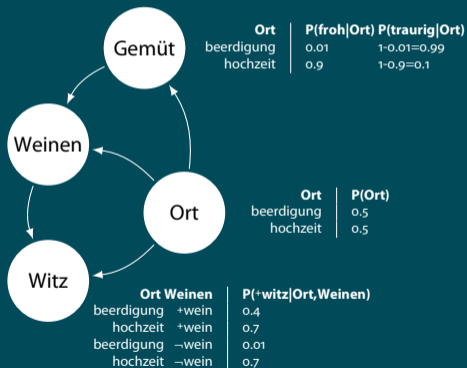 Gemüt
Ort P(froh|Ort) P(traurig|Ort)
beerdigung 0.01 1-0.01=0.99
hochzeit 0.9 1-0.9=0.1
Weinen
Ort
Ort P(Ort)
beerdigung 0.5
hochzeit 0.5
Witz
Ort Weinen P(+witz|Ort,Weinen)
beerdigung +wein 0.4
hochzeit +wein 0.7
beerdigung ¬wein 0.01
hochzeit ¬wein 0.7